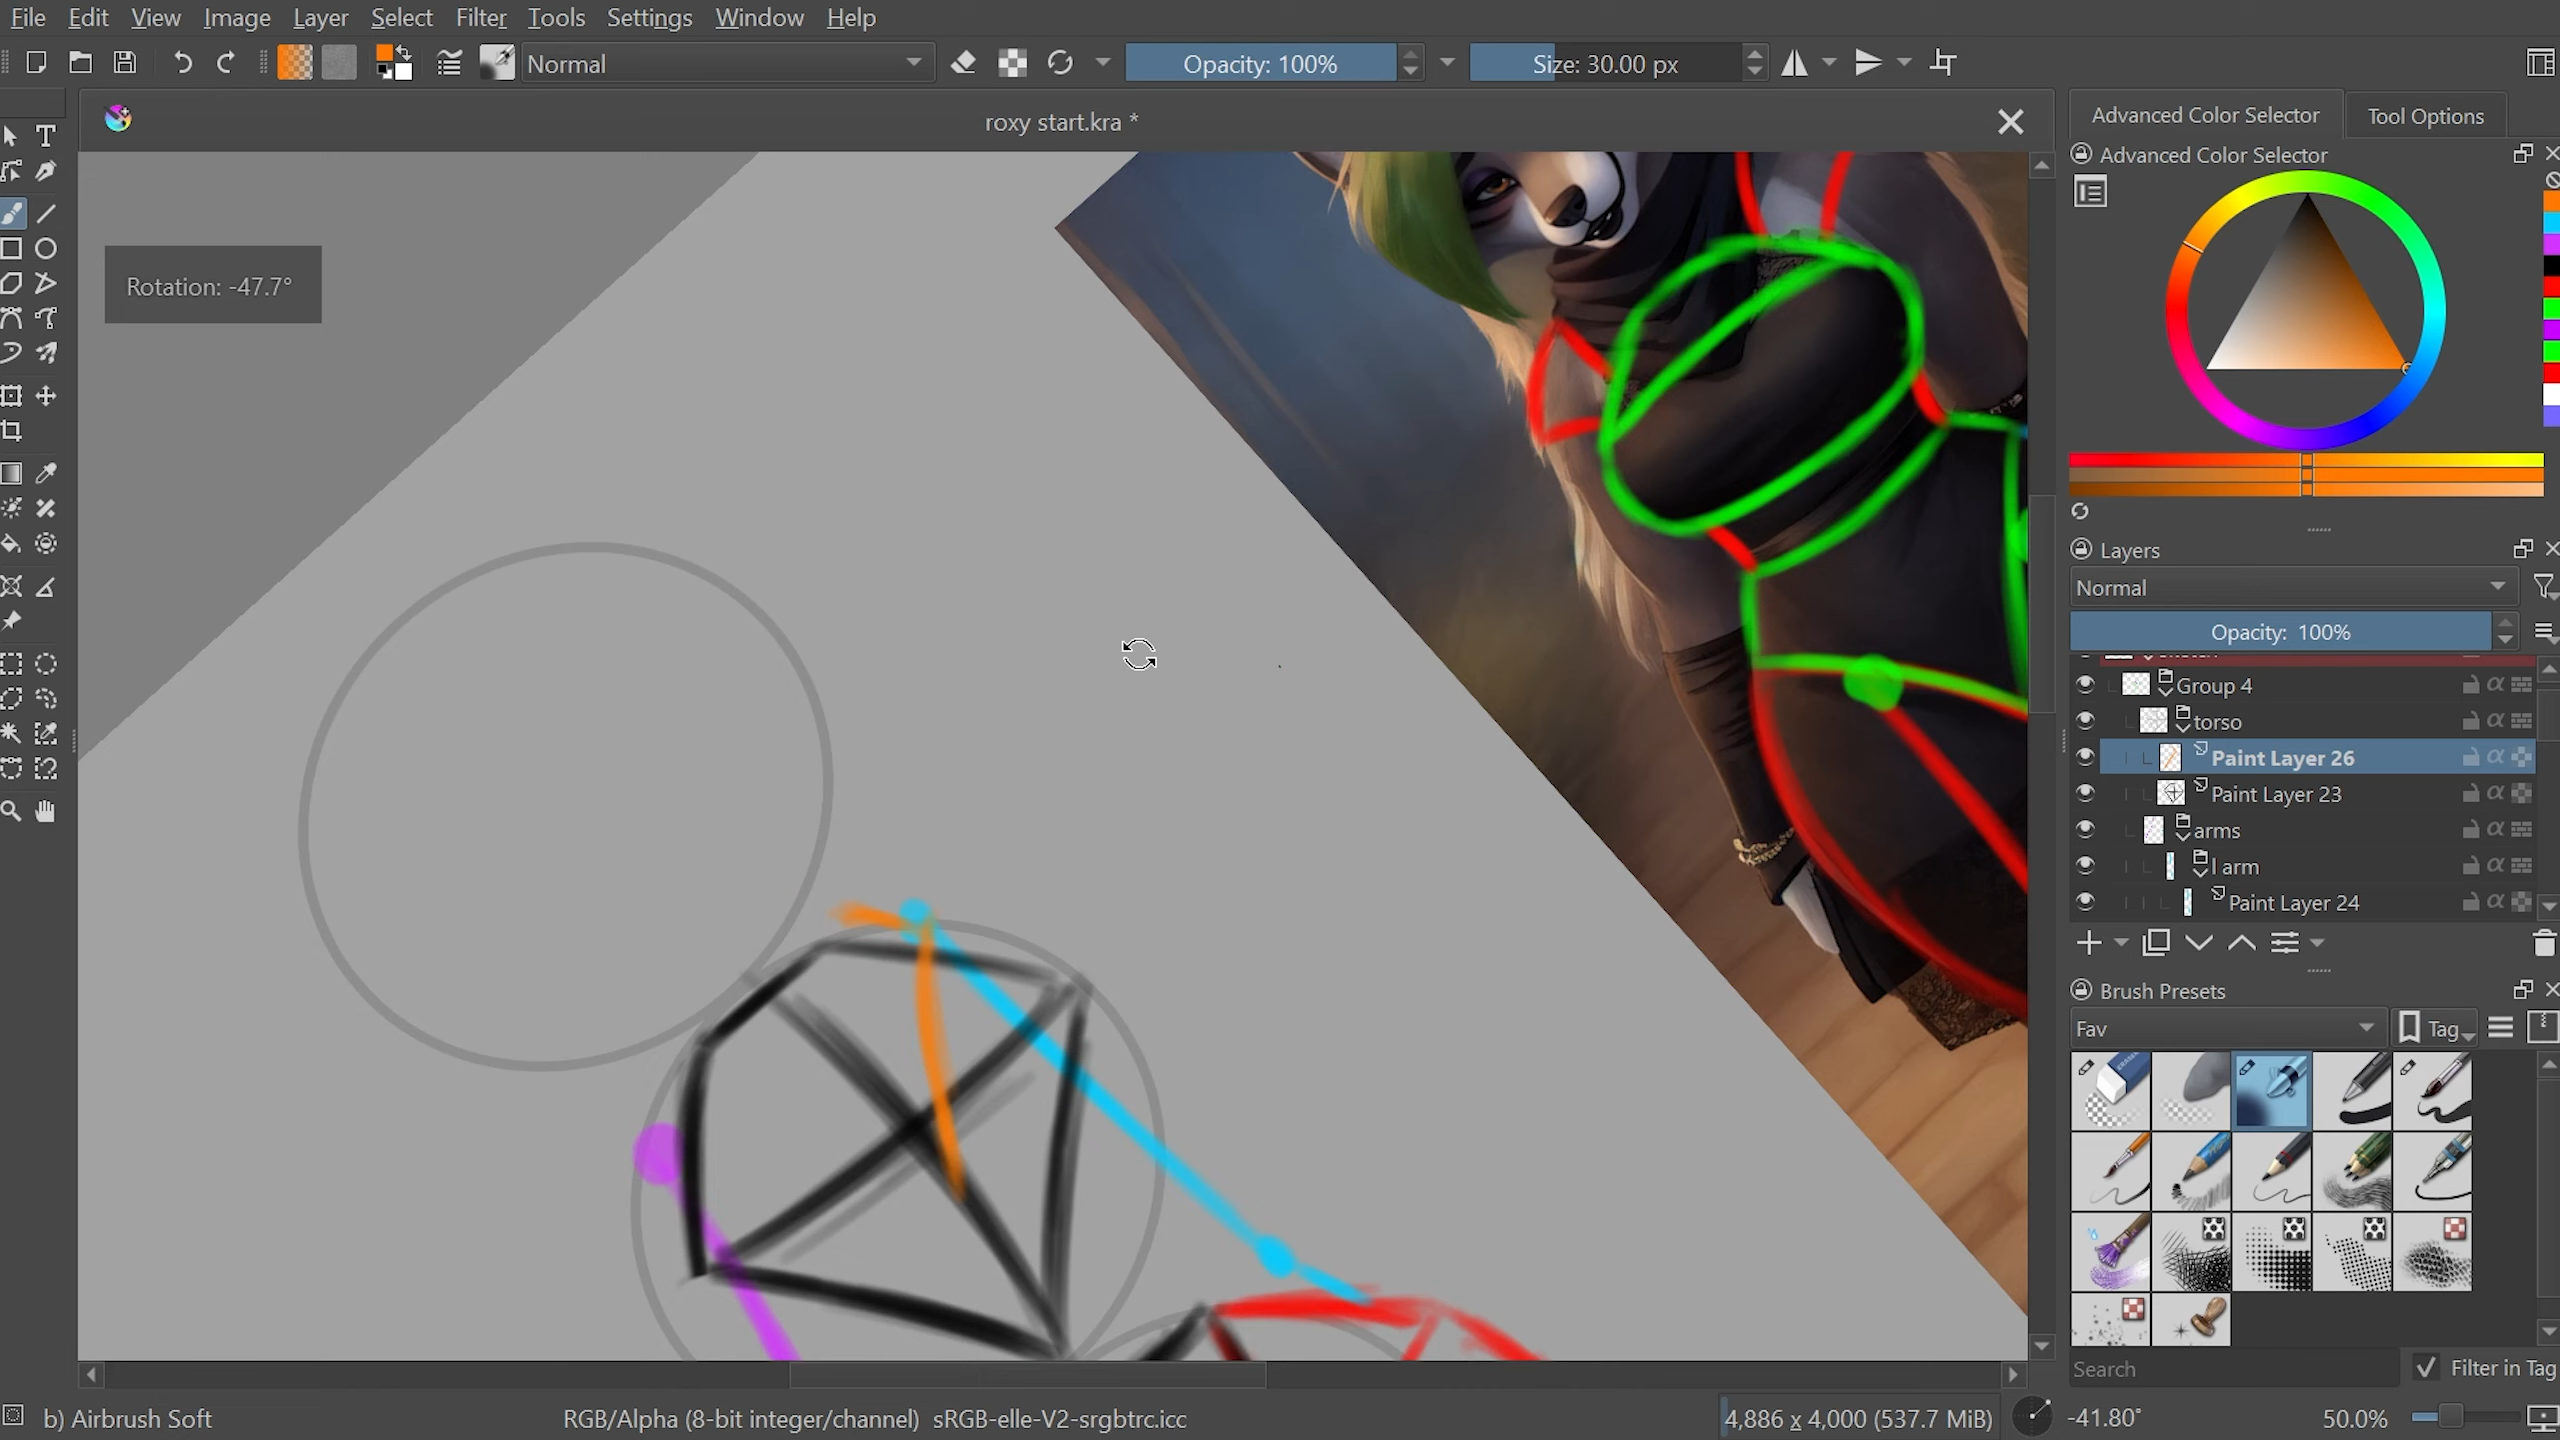 File Edit View Image Layer Select Filter Tools Settings Window Help
Normal
Opacity: 100%
Size: 30.00 px
roxy start.kra *
Advanced Color Selector
Tool Options
Advanced Color Selector
Rotation: -47.7°
Layers
Normal
Opacity: 100%
Group 4
torso
Paint Layer 26
Paint Layer 23
arms
l arm
Paint Layer 24
Brush Presets
Fav
Tag
Search
Filter in Tag
b) Airbrush Soft
RGB/Alpha (8-bit integer/channel) sRGB-elle-V2-srgbtrc.icc
4,886 x 4,000 (537.7 MiB)
-41.80°
50.0%